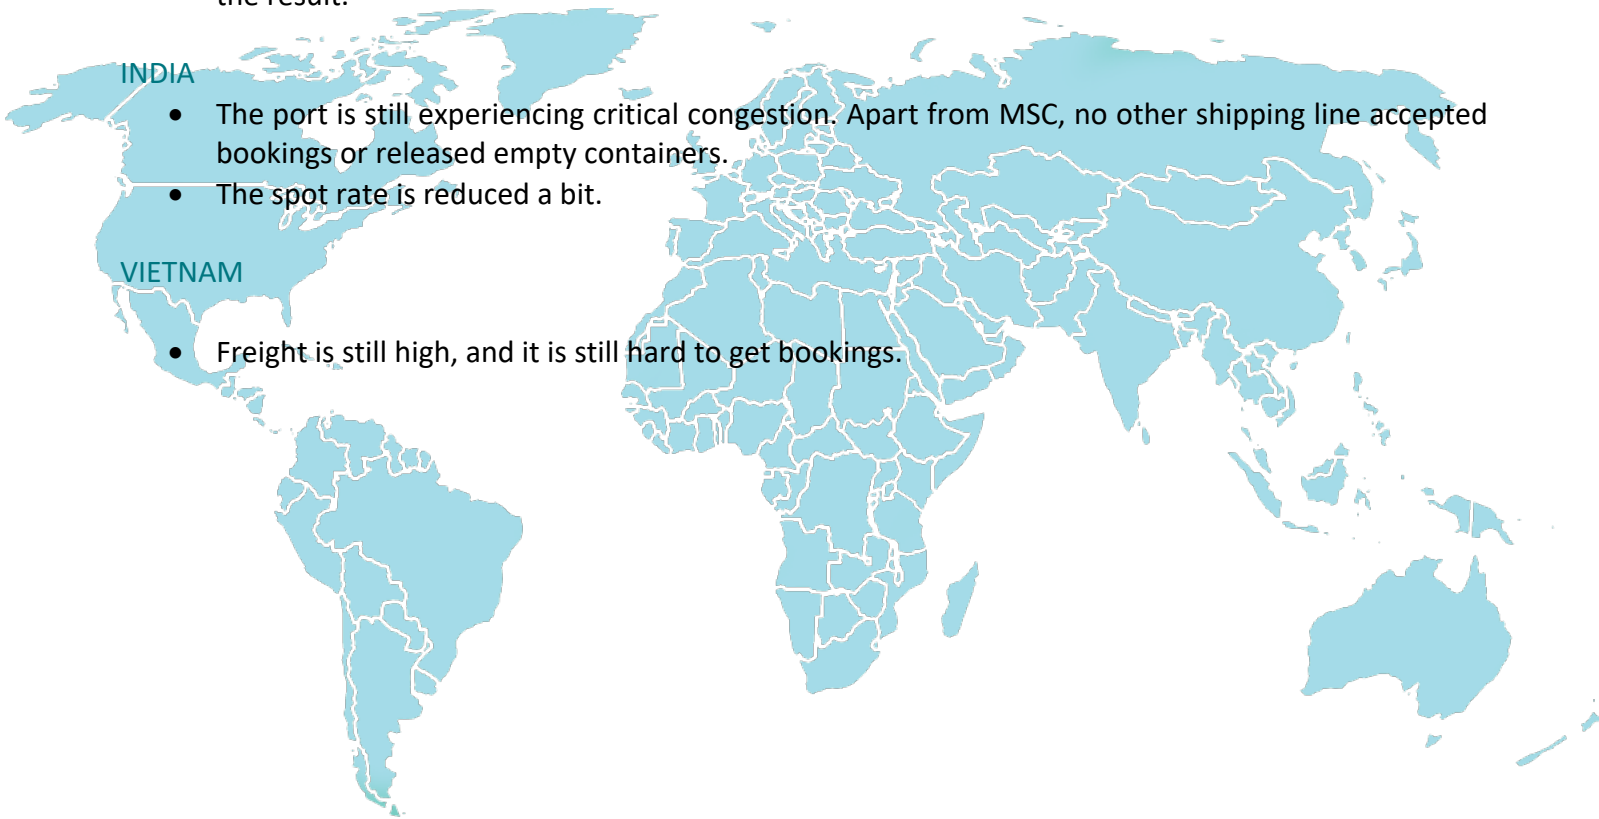 the result.
INDIA
• The port is still experiencing critical congestion. Apart from MSC, no other shipping line accepted
bookings or released empty containers.
• The spot rate is reduced a bit.
VIETNAM
• Freight is still high, and it is still hard to get bookings.